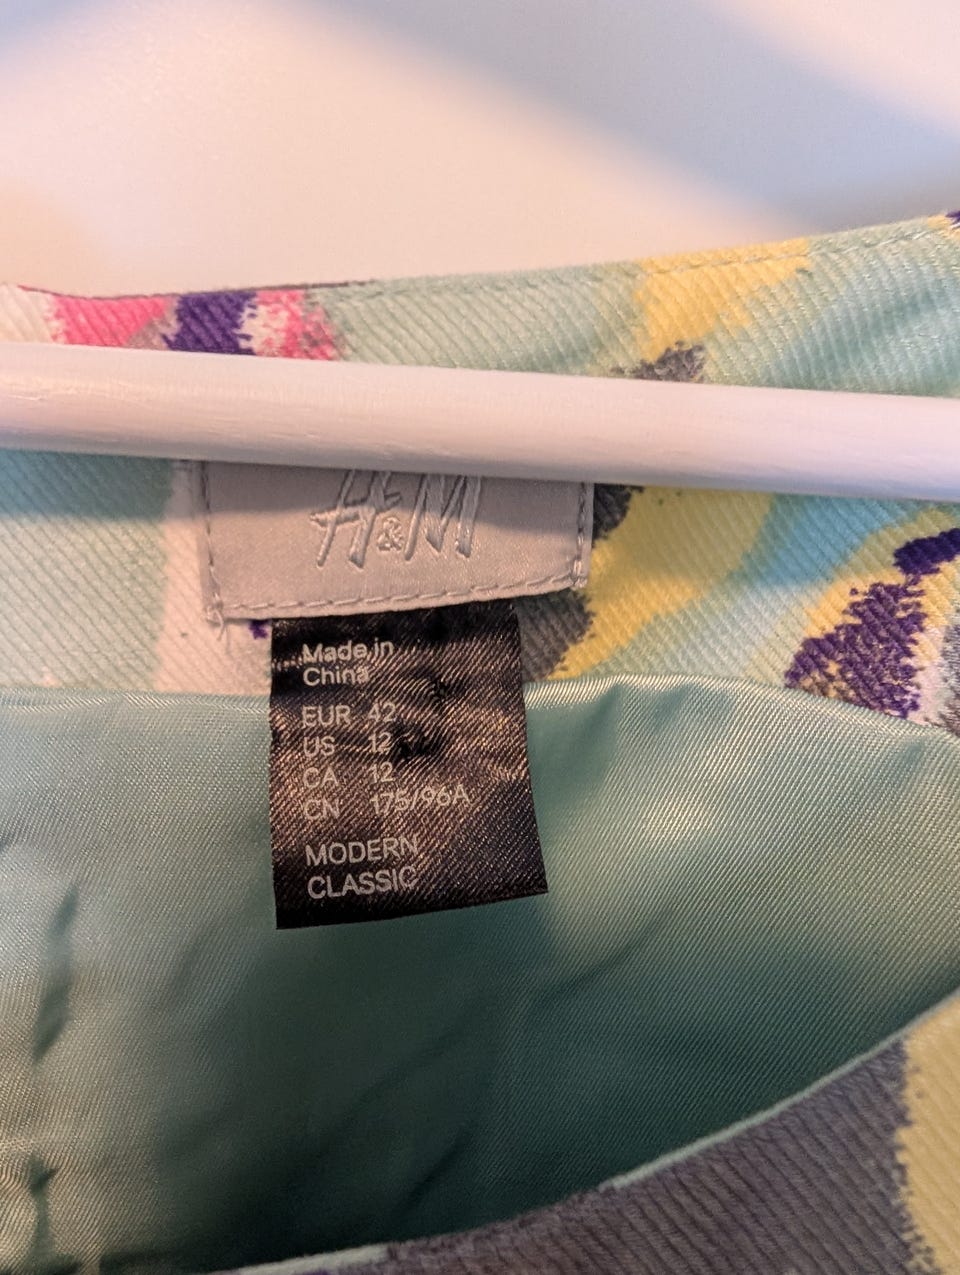 H&M
Made in
China
EUR 42
US 12
CA 12
CN 175/96A
MODERN
CLASSIC